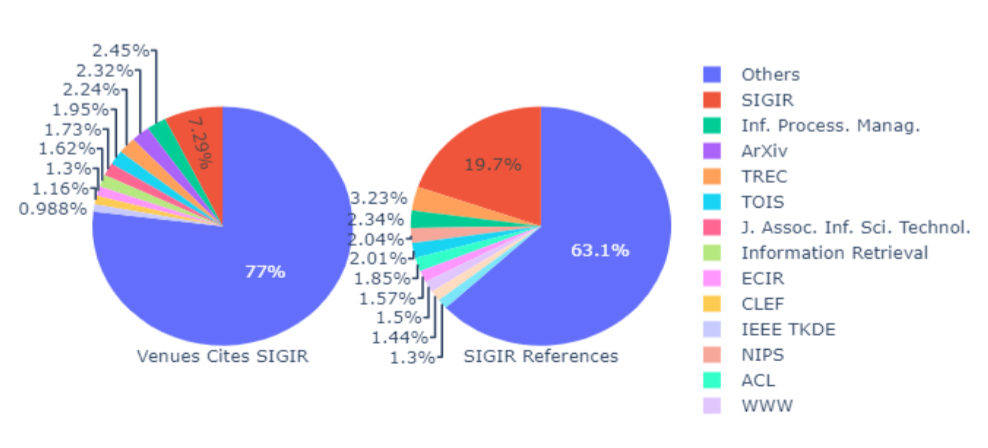 2.45%
2.32%
2.24%
1.95%
1.73%
1.62%
1.3%
1.16%
0.988%
7.29%
77%
Venues Cites SIGIR
19.7%
3.23%
2.34%
2.04%
2.01%
1.85%
1.57%
1.5%
1.44%
1.3%
63.1%
SIGIR References
Others
SIGIR
Inf. Process. Manag.
ArXiv
TREC
TOIS
J. Assoc. Inf. Sci. Technol.
Information Retrieval
ECIR
CLEF
IEEE TKDE
NIPS
ACL
WWW